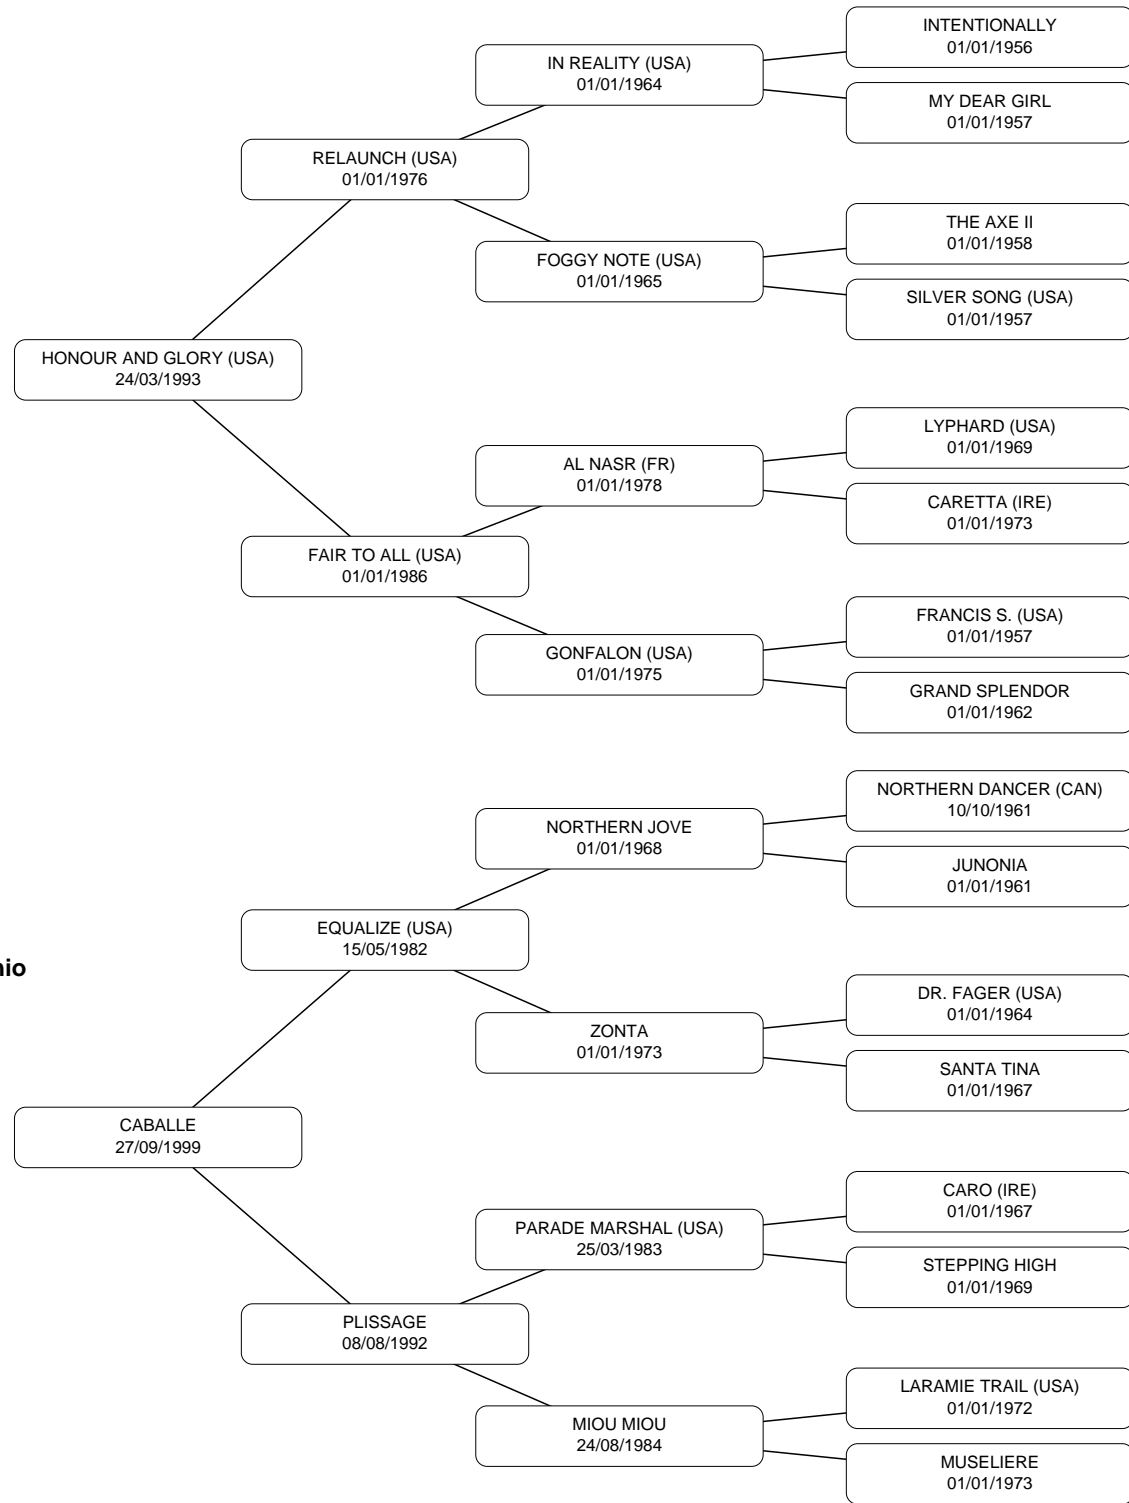 INTENTIONALLY
01/01/1956
IN REALITY (USA)
01/01/1964
MY DEAR GIRL
01/01/1957
RELAUNCH (USA)
01/01/1976
THE AXE II
01/01/1958
FOGGY NOTE (USA)
01/01/1965
SILVER SONG (USA)
01/01/1957
HONOUR AND GLORY (USA)
24/03/1993
LYPHARD (USA)
01/01/1969
AL NASR (FR)
01/01/1978
CARETTA (IRE)
01/01/1973
FAIR TO ALL (USA)
01/01/1986
FRANCIS S. (USA)
01/01/1957
GONFALON (USA)
01/01/1975
GRAND SPLENDOR
01/01/1962
NORTHERN DANCER (CAN)
10/10/1961
NORTHERN JOVE
01/01/1968
JUNONIA
01/01/1961
EQUALIZE (USA)
15/05/1982
nio
DR. FAGER (USA)
01/01/1964
ZONTA
01/01/1973
SANTA TINA
01/01/1967
CABALLE
27/09/1999
CARO (IRE)
01/01/1967
PARADE MARSHAL (USA)
25/03/1983
STEPPING HIGH
01/01/1969
PLISSAGE
08/08/1992
LARAMIE TRAIL (USA)
01/01/1972
MIOU MIOU
24/08/1984
MUSELIERE
01/01/1973